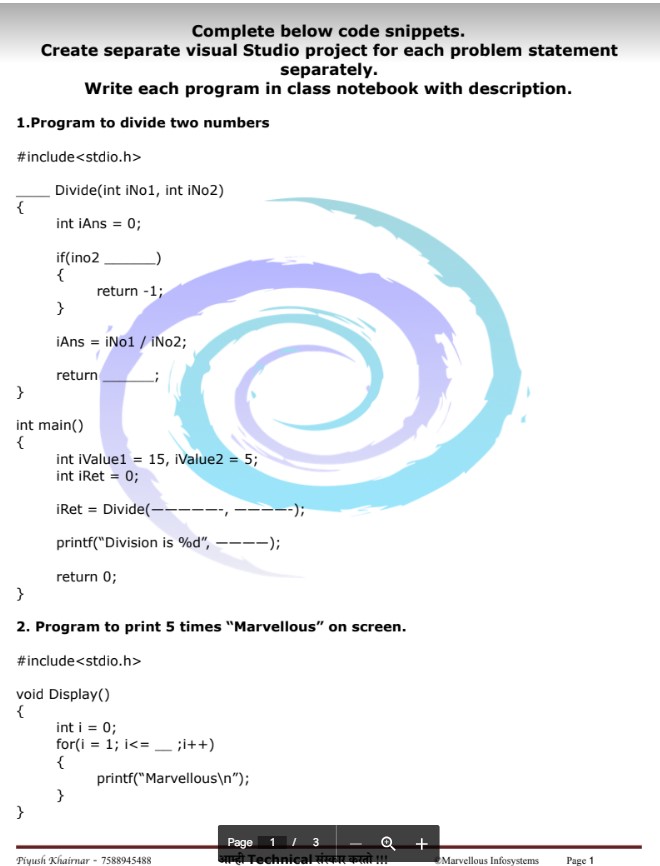 Complete below code snippets.
Create separate visual Studio project for each problem statement
separately.
Write each program in class notebook with description.
1.Program to divide two numbers
#include<stdio.h>
____ Divide(int iNo1, int iNo2)
{
int iAns = 0;
if(ino2 ______)
{
return -1;
}
iAns = iNo1 / iNo2;
return ______;
}
int main()
{
int iValue1 = 15, iValue2 = 5;
int iRet = 0;
iRet = Divide(—————-, ————-);
printf(“Division is %d”, ————);
return 0;
}
2. Program to print 5 times “Marvellous” on screen.
#include<stdio.h>
void Display()
{
int i = 0;
for(i = 1; i<= __ ;i++)
{
printf(“Marvellous\n”);
}
}
Page 1 / 3 — +
Piyush Khairnar - 7588945488 आम्ही Technical संस्कार करतो !!! ©Marvellous Infosystems Page 1